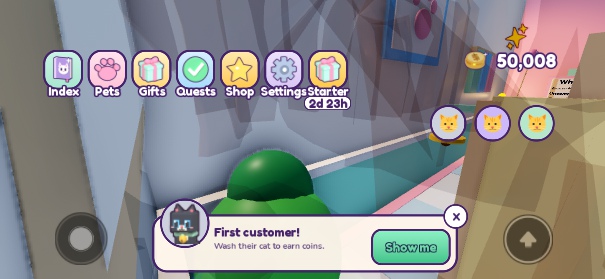 50,008
Index
Pets
Gifts
Quests
Shop
Settings
Starter
2d 23h
First customer!
Wash their cat to earn coins.
Show me